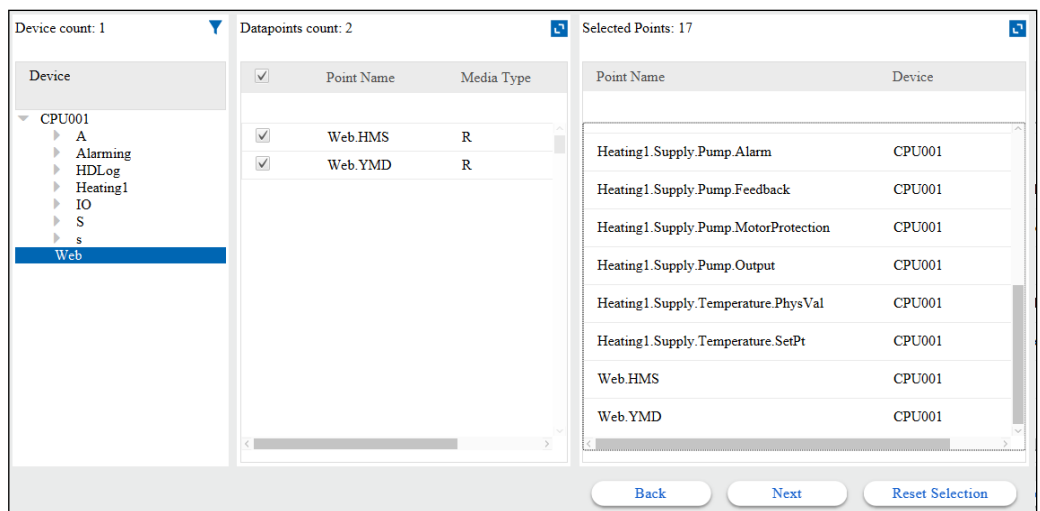 Device count: 1
Device
CPU001
A
Alarming
HDLog
Heating1
IO
S
s
Web
Datapoints count: 2
Point Name Media Type
Web.HMS R
Web.YMD R
Selected Points: 17
Point Name Device
Heating1.Supply.Pump.Alarm CPU001
Heating1.Supply.Pump.Feedback CPU001
Heating1.Supply.Pump.MotorProtection CPU001
Heating1.Supply.Pump.Output CPU001
Heating1.Supply.Temperature.PhysVal CPU001
Heating1.Supply.Temperature.SetPt CPU001
Web.HMS CPU001
Web.YMD CPU001
Back Next Reset Selection